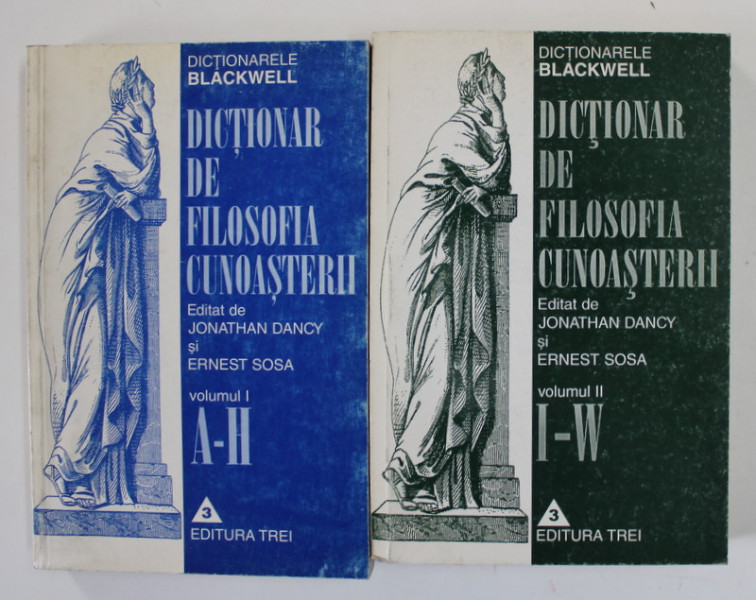 DICȚIONARELE
BLACKWELL
DICȚIONAR
DE
FILOSOFIA
CUNOAȘTERII
Editat de
JONATHAN DANCY
și
ERNEST SOSA
volumul I
A-H
3
EDITURA TREI
DICȚIONARELE
BLACKWELL
DICȚIONAR
DE
FILOSOFIA
CUNOAȘTERII
Editat de
JONATHAN DANCY
și
ERNEST SOSA
volumul II
I-W
3
EDITURA TREI